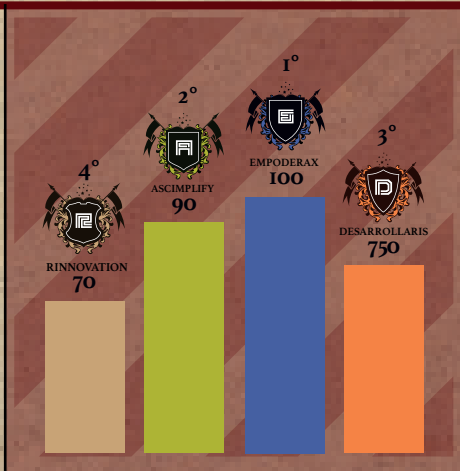 4°
RINNOVATION
70
2°
ASCIMPLIFY
90
1°
EMPODERAX
100
3°
DESARROLLARIS
750